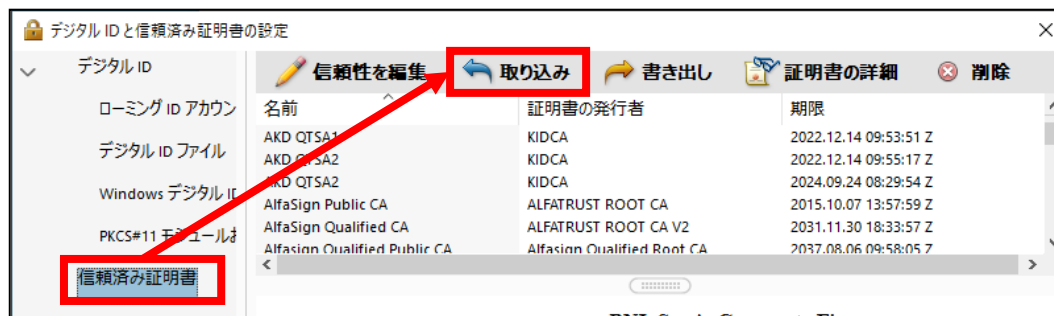 デジタル ID と信頼済み証明書の設定
デジタル ID
ローミング ID アカウン
デジタル ID ファイル
Windows デジタル ID
PKCS#11 モジュールお
信頼済み証明書
信頼性を編集 取り込み 書き出し 証明書の詳細 削除
名前 証明書の発行者 期限
AKD QTSA1 KIDCA 2022.12.14 09:53:51 Z
AKD QTSA2 KIDCA 2022.12.14 09:55:17 Z
AKD QTSA2 KIDCA 2024.09.24 08:29:54 Z
AlfaSign Public CA ALFATRUST ROOT CA 2015.10.07 13:57:59 Z
AlfaSign Qualified CA ALFATRUST ROOT CA V2 2031.11.30 18:33:57 Z
Alfasign Qualified Public CA Alfasign Qualified Root CA 2037.08.06 09:58:05 Z